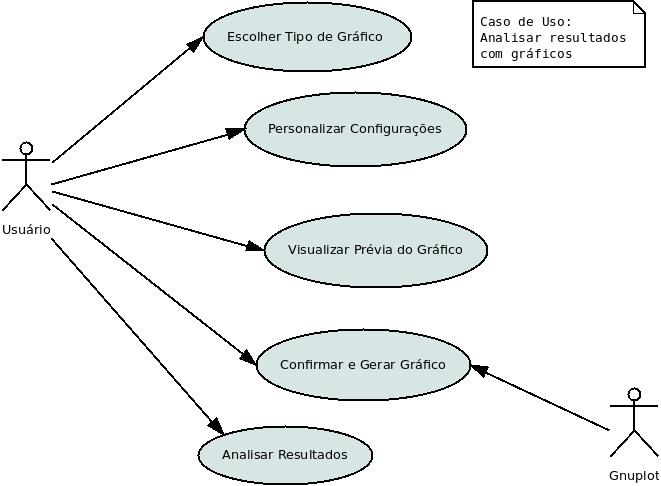 Escolher Tipo de Gráfico
Caso de Uso:
Analisar resultados
com gráficos
Personalizar Configurações
Usuário
Visualizar Prévia do Gráfico
Confirmar e Gerar Gráfico
Analisar Resultados
Gnuplot